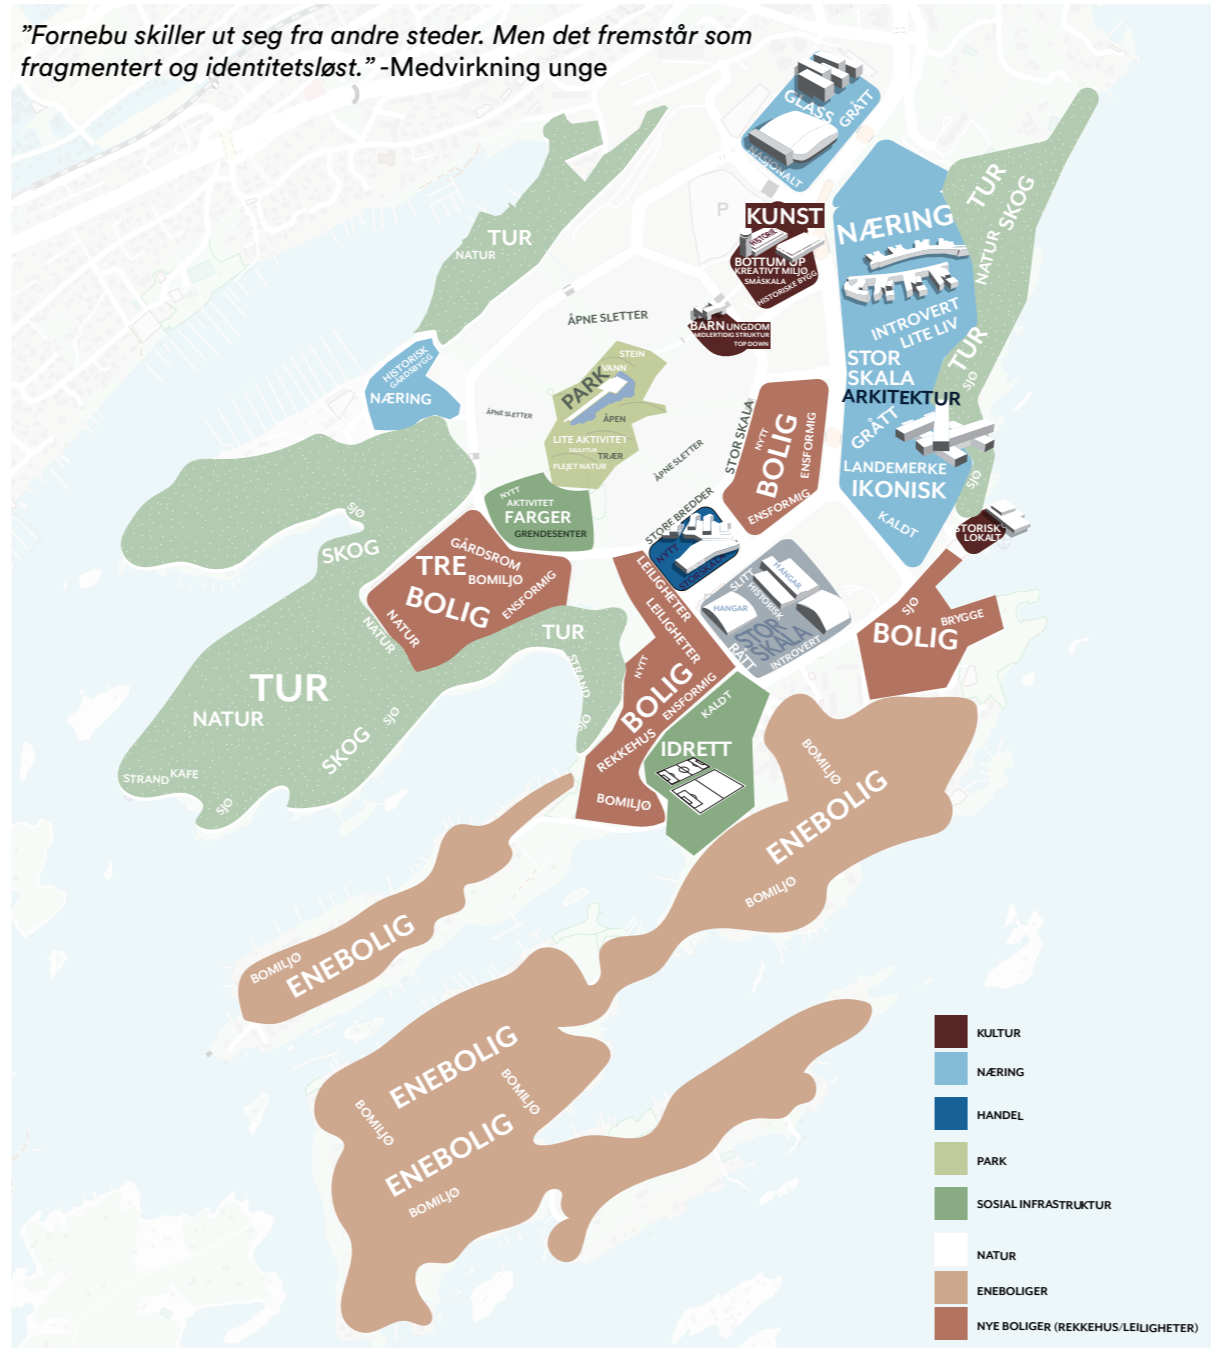 ”Fornebu skiller ut seg fra andre steder. Men det fremstår som
fragmentert og identitetsløst.” -Medvirkning unge
GLASS
GRÅTT
NASJONALT
P
KUNST
HISTORIE
BOTTUM UP
KREATIVT MILJØ
SMÅSKALA
HISTORISKE BYGG
BARN UNGDOM
MIDLERTIDIG STRUKTUR
TOP DOWN
NÆRING
INTROVERT
LITE LIV
STOR
SKALA
ARKITEKTUR
GRÅTT
LANDEMERKE
IKONISK
KALDT
TUR
SKOG
NATUR
TUR
SJØ
SJØ
TUR
NATUR
ÅPNE SLETTER
HISTORISK
GÅRDSBYGG
NÆRING
ÅPNE SLETTER
STEIN
VANN
PARK
ÅPEN
LITE AKTIVITET
SKULPTUR
TRÆR
PLEJET NATUR
ÅPNE SLETTER
STOR SKALA
NYTT
BOLIG
ENSFORMIG
ENSFORMIG
NYTT
AKTIVITET
FARGER
GRENDESENTER
STORE BREDDER
NYTT
STORSKALA
STORISK
LOKALT
SJØ
SKOG
GÅRDSROM
TRE
BOMILJØ
BOLIG
ENSFORMIG
NATUR
NATUR
LEILIGHETER
LEILIGHETER
NYTT
BOLIG
ENSFORMIG
REKKEHUS
BOMILJØ
SLITT
HANGAR
HISTORISK
HANGAR
STOR
SKALA
RÅTT
INTROVERT
SJØ
BRYGGE
BOLIG
TUR
STRAND
SJØ
TUR
NATUR
SJØ
SKOG
STRAND
KAFE
SJØ
KALDT
IDRETT
BOMILJØ
ENEBOLIG
BOMILJØ
BOMILJØ
ENEBOLIG
ENEBOLIG
BOMILJØ
BOMILJØ
ENEBOLIG
BOMILJØ
KULTUR
NÆRING
HANDEL
PARK
SOSIAL INFRASTRUKTUR
NATUR
ENEBOLIGER
NYE BOLIGER (REKKEHUS/LEILIGHETER)